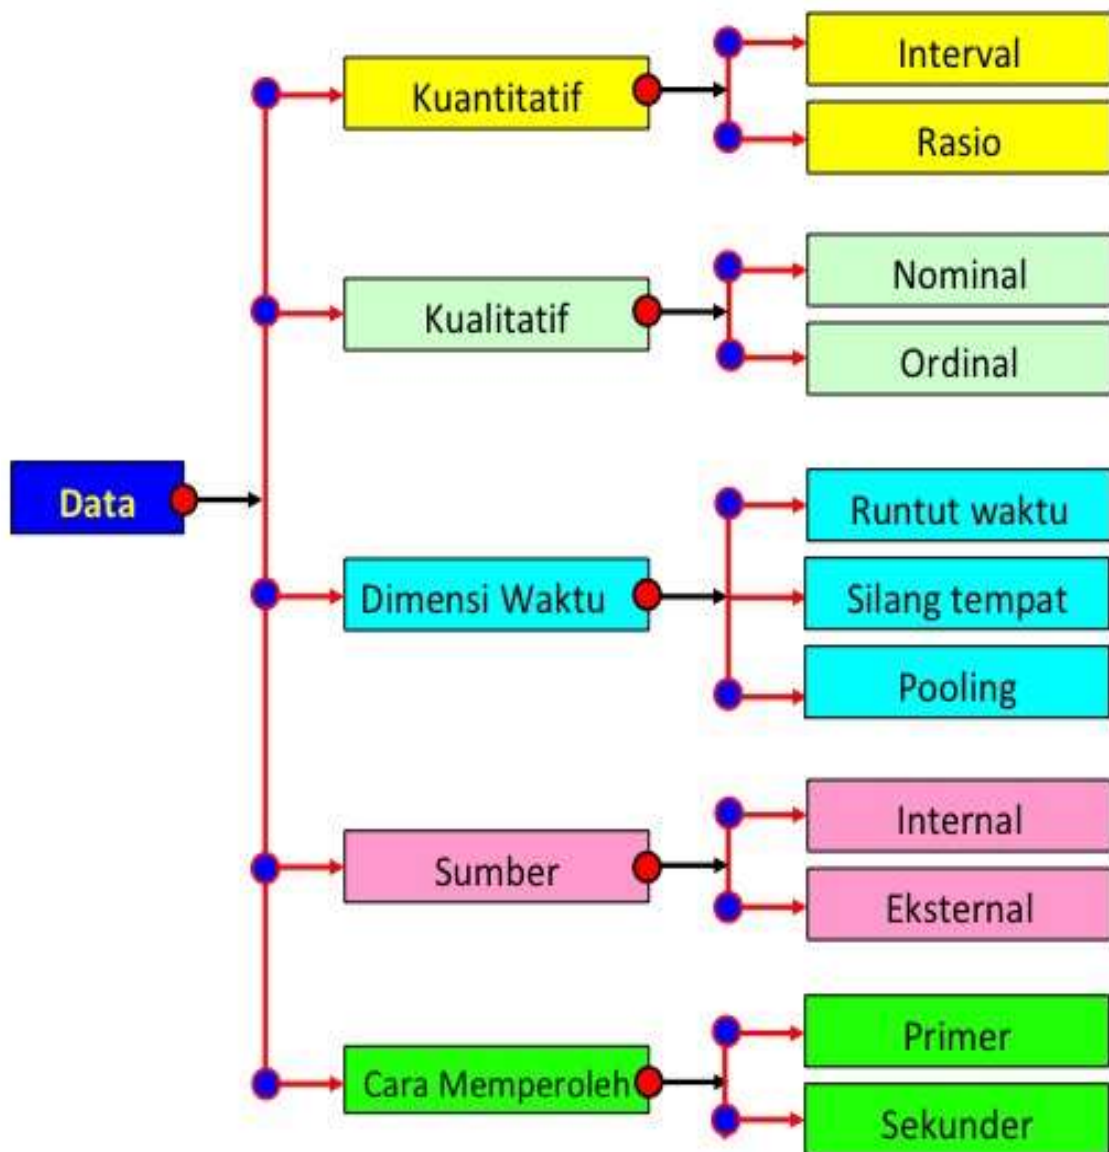 Data
Kuantitatif
Interval
Rasio
Kualitatif
Nominal
Ordinal
Dimensi Waktu
Runtut waktu
Silang tempat
Pooling
Sumber
Internal
Eksternal
Cara Memperoleh
Primer
Sekunder